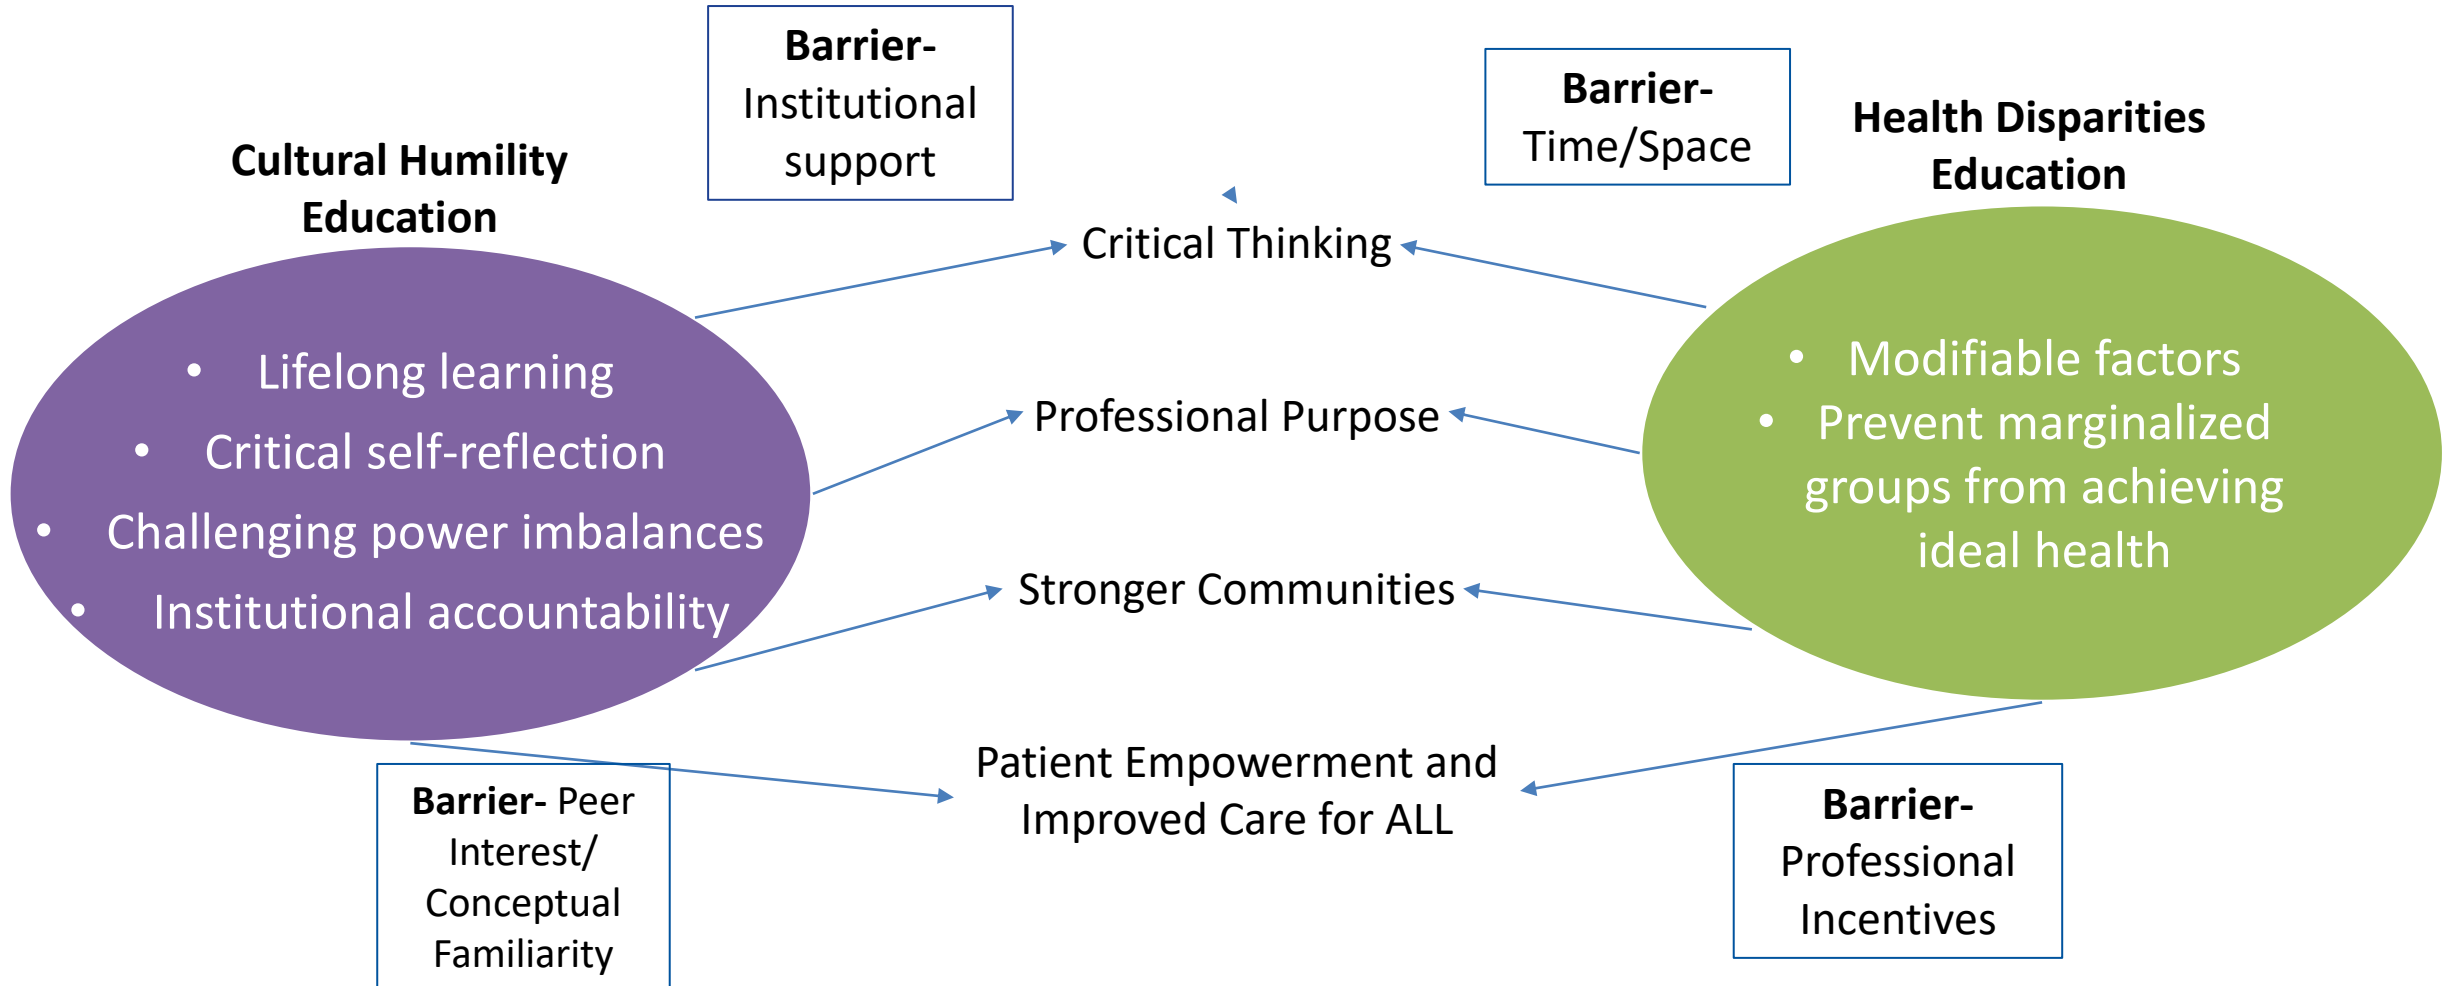 Barrier-
Institutional
support
Barrier-
Time/Space
Cultural Humility
Education
Health Disparities
Education
• Lifelong learning
• Critical self-reflection
• Challenging power imbalances
• Institutional accountability
Critical Thinking
Professional Purpose
Stronger Communities
Patient Empowerment and
Improved Care for ALL
• Modifiable factors
• Prevent marginalized
groups from achieving
ideal health
Barrier- Peer
Interest/
Conceptual
Familiarity
Barrier-
Professional
Incentives